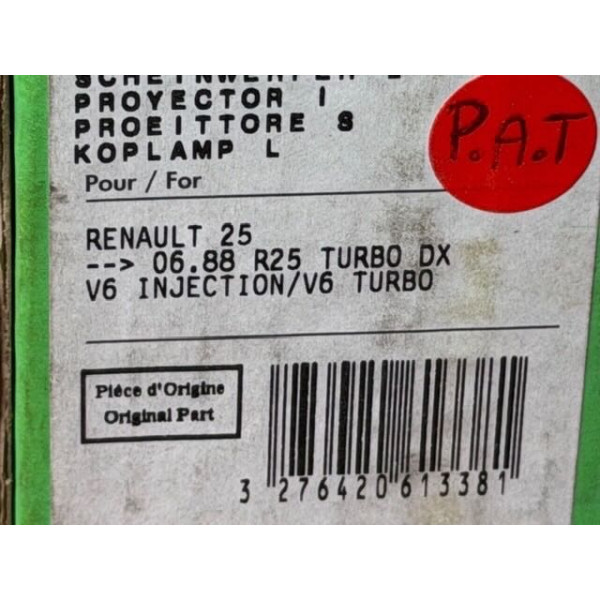 SCHEINWERFER L
PROYECTOR I
PROEITTORE S
KOPLAMP L
P.A.T
Pour / For
RENAULT 25
--> 06.88 R25 TURBO DX
V6 INJECTION/V6 TURBO
Pièce d'Origine
Original Part
3 276420 613381